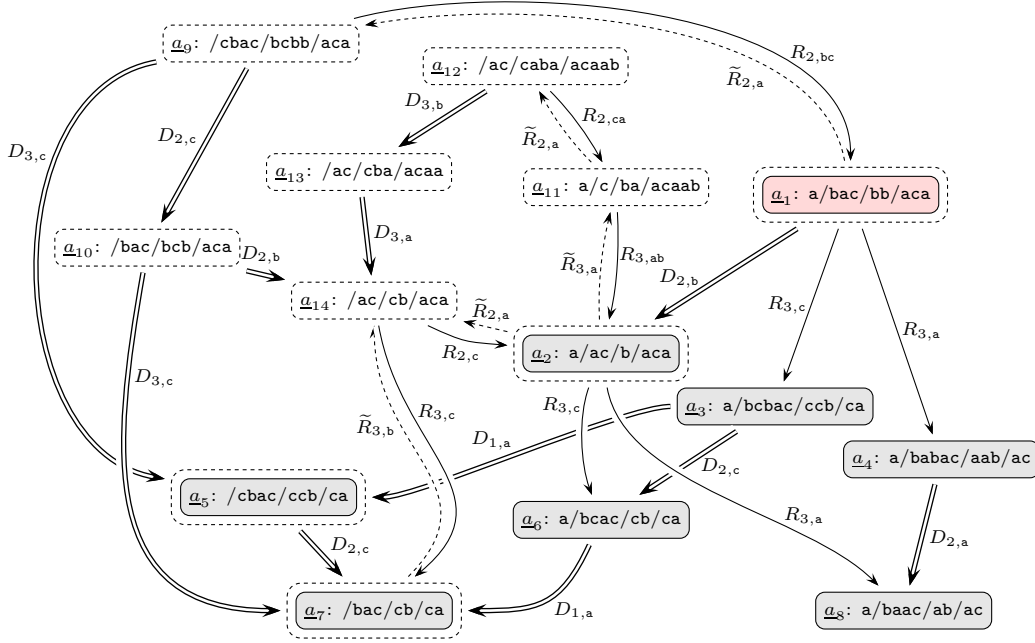 a₉: /cbac/bcbb/aca
R₂,bc
a₁₂: /ac/caba/acaab
R̃₂,a
D₃,b
R₂,ca
D₂,c
R̃₂,a
D₃,c
a₁₃: /ac/cba/acaa
a₁₁: a/c/ba/acaab
a₁: a/bac/bb/aca
D₃,a
a₁₀: /bac/bcb/aca
D₂,b
R̃₃,a
R₃,ab
D₂,b
a₁₄: /ac/cb/aca
R̃₂,a
R₃,c
R₃,a
R₂,c
a₂: a/ac/b/aca
D₃,c
R₃,c
a₃: a/bcbac/ccb/ca
R̃₃,b
R₃,c
D₁,a
D₂,c
a₄: a/babac/aab/ac
a₅: /cbac/ccb/ca
a₆: a/bcac/cb/ca
R₃,a
D₂,a
D₂,c
a₇: /bac/cb/ca
D₁,a
a₈: a/baac/ab/ac